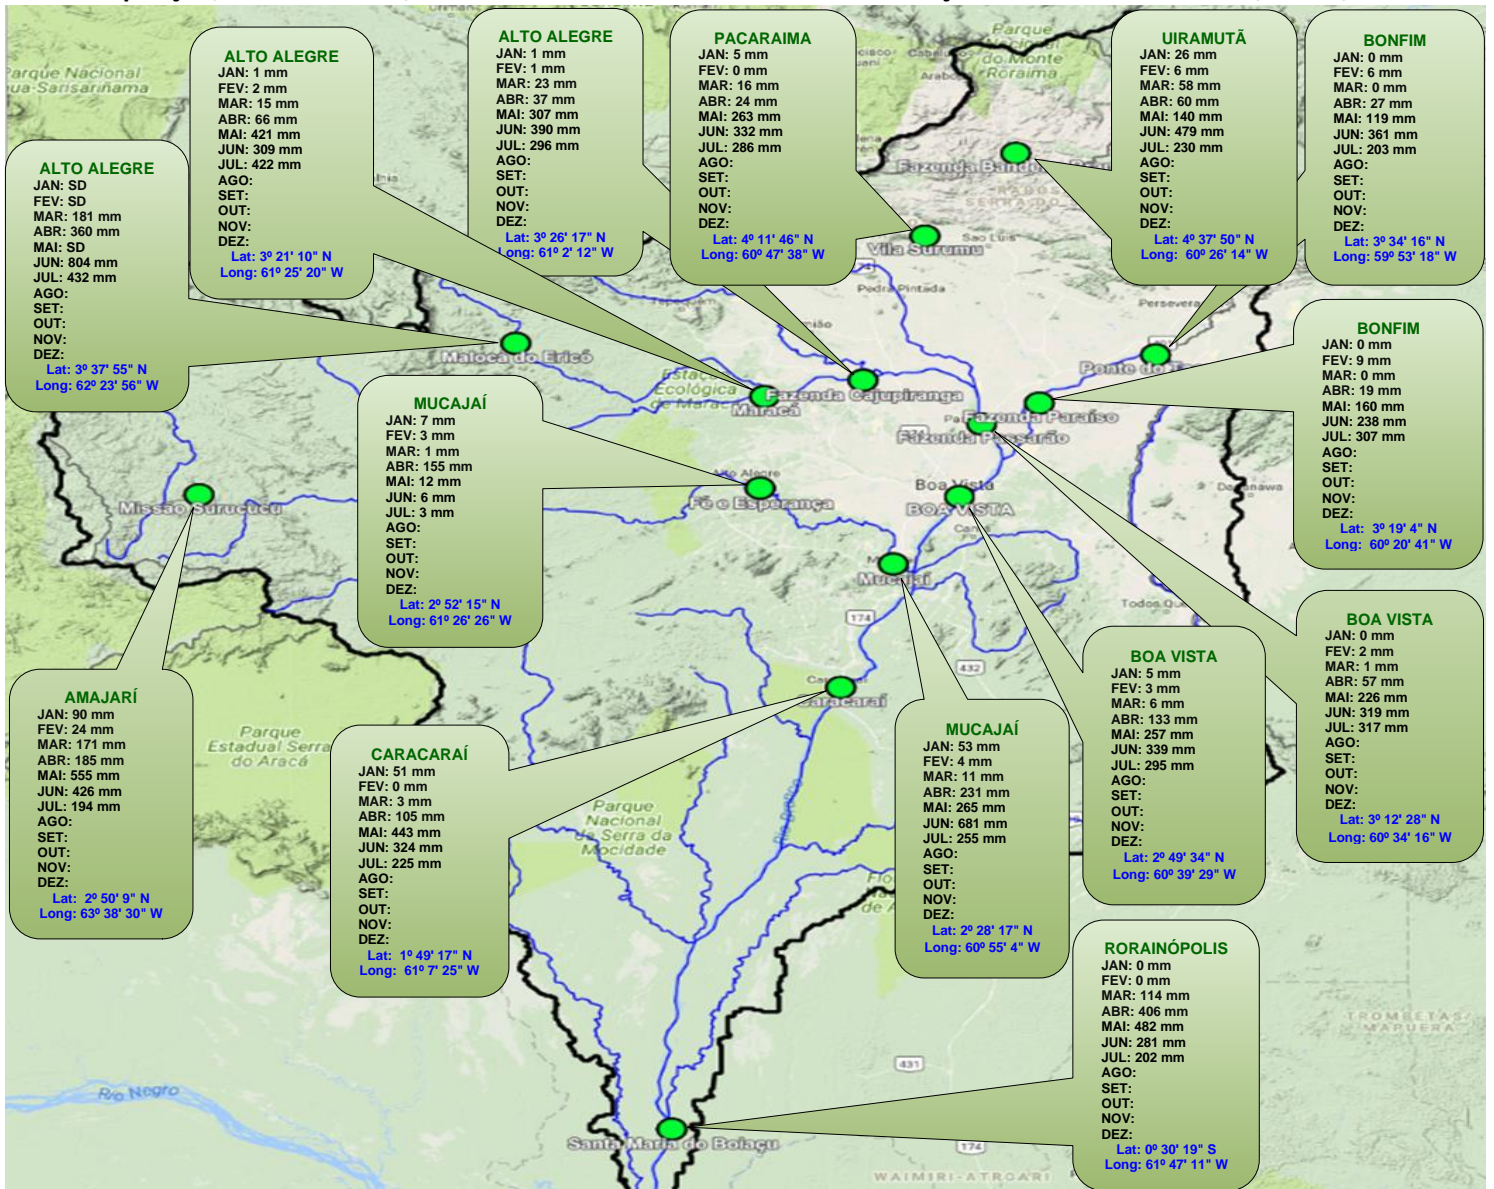 ALTO ALEGRE
JAN: SD
FEV: SD
MAR: 181 mm
ABR: 360 mm
MAI: SD
JUN: 804 mm
JUL: 432 mm
AGO:
SET:
OUT:
NOV:
DEZ:
Lat: 3º 37' 55" N
Long: 62º 23' 56" W
ALTO ALEGRE
JAN: 1 mm
FEV: 2 mm
MAR: 15 mm
ABR: 66 mm
MAI: 421 mm
JUN: 309 mm
JUL: 422 mm
AGO:
SET:
OUT:
NOV:
DEZ:
Lat: 3º 21' 10" N
Long: 61º 25' 20" W
ALTO ALEGRE
JAN: 1 mm
FEV: 1 mm
MAR: 23 mm
ABR: 37 mm
MAI: 307 mm
JUN: 390 mm
JUL: 296 mm
AGO:
SET:
OUT:
NOV:
DEZ:
Lat: 3º 26' 17" N
Long: 61º 2' 12" W
PACARAIMA
JAN: 5 mm
FEV: 0 mm
MAR: 16 mm
ABR: 24 mm
MAI: 263 mm
JUN: 332 mm
JUL: 286 mm
AGO:
SET:
OUT:
NOV:
DEZ:
Lat: 4º 11' 46" N
Long: 60º 47' 38" W
UIRAMUTÃ
JAN: 26 mm
FEV: 6 mm
MAR: 58 mm
ABR: 60 mm
MAI: 140 mm
JUN: 479 mm
JUL: 230 mm
AGO:
SET:
OUT:
NOV:
DEZ:
Lat: 4º 37' 50" N
Long: 60º 26' 14" W
BONFIM
JAN: 0 mm
FEV: 6 mm
MAR: 0 mm
ABR: 27 mm
MAI: 119 mm
JUN: 361 mm
JUL: 203 mm
AGO:
SET:
OUT:
NOV:
DEZ:
Lat: 3º 34' 16" N
Long: 59º 53' 18" W
BONFIM
JAN: 0 mm
FEV: 9 mm
MAR: 0 mm
ABR: 19 mm
MAI: 160 mm
JUN: 238 mm
JUL: 307 mm
AGO:
SET:
OUT:
NOV:
DEZ:
Lat: 3º 19' 4" N
Long: 60º 20' 41" W
MUCAJAÍ
JAN: 7 mm
FEV: 3 mm
MAR: 1 mm
ABR: 155 mm
MAI: 12 mm
JUN: 6 mm
JUL: 3 mm
AGO:
SET:
OUT:
NOV:
DEZ:
Lat: 2º 52' 15" N
Long: 61º 26' 26" W
BOA VISTA
JAN: 0 mm
FEV: 2 mm
MAR: 1 mm
ABR: 57 mm
MAI: 226 mm
JUN: 319 mm
JUL: 317 mm
AGO:
SET:
OUT:
NOV:
DEZ:
Lat: 3º 12' 28" N
Long: 60º 34' 16" W
BOA VISTA
JAN: 5 mm
FEV: 3 mm
MAR: 6 mm
ABR: 133 mm
MAI: 257 mm
JUN: 339 mm
JUL: 295 mm
AGO:
SET:
OUT:
NOV:
DEZ:
Lat: 2º 49' 34" N
Long: 60º 39' 29" W
AMAJARÍ
JAN: 90 mm
FEV: 24 mm
MAR: 171 mm
ABR: 185 mm
MAI: 555 mm
JUN: 426 mm
JUL: 194 mm
AGO:
SET:
OUT:
NOV:
DEZ:
Lat: 2º 50' 9" N
Long: 63º 38' 30" W
CARACARAÍ
JAN: 51 mm
FEV: 0 mm
MAR: 3 mm
ABR: 105 mm
MAI: 443 mm
JUN: 324 mm
JUL: 225 mm
AGO:
SET:
OUT:
NOV:
DEZ:
Lat: 1º 49' 17" N
Long: 61º 7' 25" W
MUCAJAÍ
JAN: 53 mm
FEV: 4 mm
MAR: 11 mm
ABR: 231 mm
MAI: 265 mm
JUN: 681 mm
JUL: 255 mm
AGO:
SET:
OUT:
NOV:
DEZ:
Lat: 2º 28' 17" N
Long: 60º 55' 4" W
RORAINÓPOLIS
JAN: 0 mm
FEV: 0 mm
MAR: 114 mm
ABR: 406 mm
MAI: 482 mm
JUN: 281 mm
JUL: 202 mm
AGO:
SET:
OUT:
NOV:
DEZ:
Lat: 0º 30' 19" S
Long: 61º 47' 11" W
Parque Nacional
Parque
Nacional
do Monte
Roraima
Fazenda
Vila Surumu
Sao Luis
Pedra Pintada
Maloca do Ericó
Ecológica
de Maracá
Maracá
Fazenda Cajupiranga
Ponte do
Fazenda Paraíso
Fazenda Passarão
Missão Surucucu
Alto Alegre
Fé e Esperança
Boa Vista
BOA VISTA
Mucajaí
Todos Que
174
432
Caracaraí
Parque
Estadual Serra
do Aracá
Parque
Nacional
da Serra da
Mocidade
Rio Branco
Rio Negro
431
174
Santa Maria do Boiaçu
TROMBETAS/
MAPUERA
WAIMIRI-ATROARI